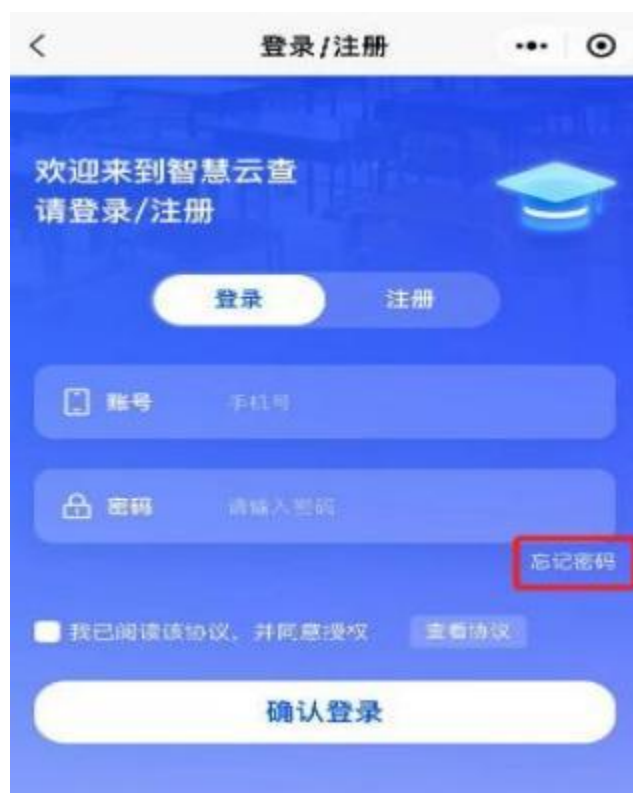 登录/注册
欢迎来到智慧云查
请登录/注册
登录 注册
账号 手机号
密码 请输入密码
忘记密码
我已阅读该协议，并同意授权 查看协议
确认登录